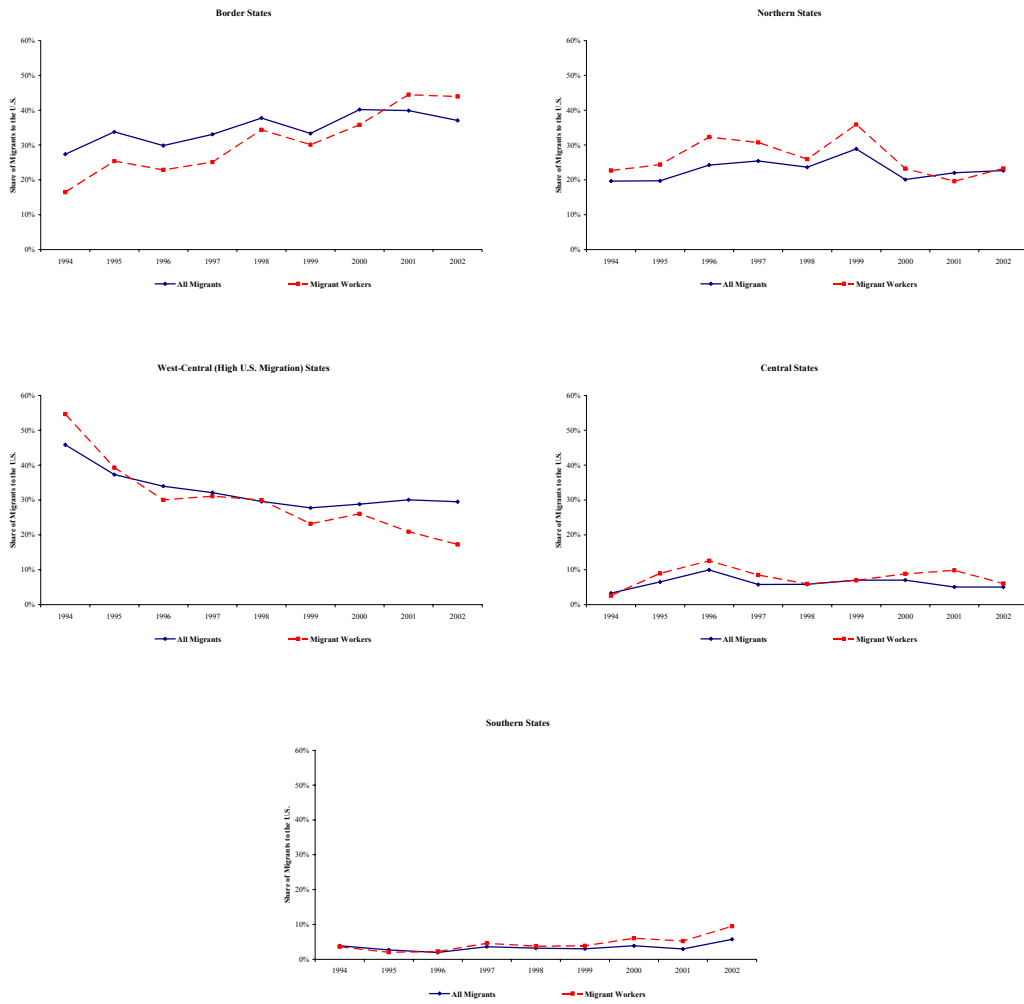 Border States
Share of Migrants to the U.S.
60%
50%
40%
30%
20%
10%
0%
1994 1995 1996 1997 1998 1999 2000 2001 2002
All Migrants Migrant Workers
Northern States
Share of Migrants to the U.S.
60%
50%
40%
30%
20%
10%
0%
1994 1995 1996 1997 1998 1999 2000 2001 2002
All Migrants Migrant Workers
West-Central (High U.S. Migration) States
Share of Migrants to the U.S.
60%
50%
40%
30%
20%
10%
0%
1994 1995 1996 1997 1998 1999 2000 2001 2002
All Migrants Migrant Workers
Central States
Share of Migrants to the U.S.
60%
50%
40%
30%
20%
10%
0%
1994 1995 1996 1997 1998 1999 2000 2001 2002
All Migrants Migrant Workers
Southern States
Share of Migrants to the U.S.
60%
50%
40%
30%
20%
10%
0%
1994 1995 1996 1997 1998 1999 2000 2001 2002
All Migrants Migrant Workers